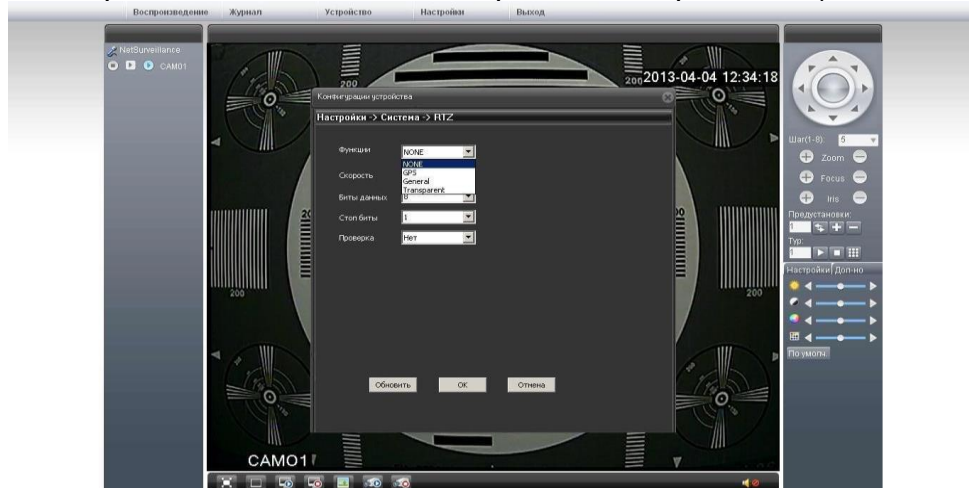 Воспроизведение Журнал Устройство Настройки Выход
NetSurveillance
CAM01
2013-04-04 12:34:18
200
200
Конфигурации устройства
Настройки -> Система -> RTZ
Функции NONE
NONE
GPS
General
Transparent
Скорость
Биты данных 8
Стоп биты 1
Проверка Нет
Обновить OK Отмена
200
200
20
00
CAM01
Шаг(1-8): 5
Zoom
Focus
Iris
Предустановки:
1
Тур:
1
Настройки Доп-но
По умолч